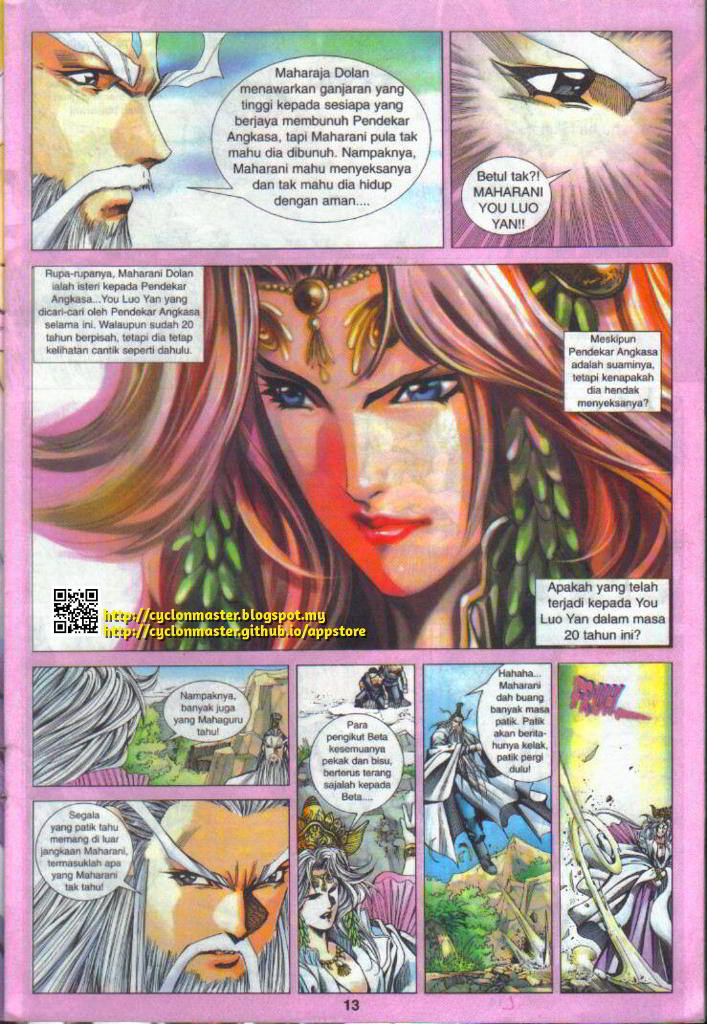 Maharaja Dolan
menawarkan ganjaran yang
tinggi kepada sesiapa yang
berjaya membunuh Pendekar
Angkasa, tapi Maharani pula tak
mahu dia dibunuh. Nampaknya,
Maharani mahu menyeksanya
dan tak mahu dia hidup
dengan aman....
Betul tak?!
MAHARANI
YOU LUO
YAN!!
Rupa-rupanya, Maharani Dolan
ialah isteri kepada Pendekar
Angkasa...You Luo Yan yang
dicari-cari oleh Pendekar Angkasa
selama ini. Walaupun sudah 20
tahun berpisah, tetapi dia tetap
kelihatan cantik seperti dahulu.
Meskipun
Pendekar Angkasa
adalah suaminya,
tetapi kenapakah
dia hendak
menyeksanya?
Apakah yang telah
terjadi kepada You
Luo Yan dalam masa
20 tahun ini?
http://cyclonmaster.blogspot.my
http://cyclonmaster.github.io/appstore
Nampaknya,
banyak juga
yang Mahaguru
tahu!
Segala
yang patik tahu
memang di luar
jangkaan Maharani,
termasuklah apa
yang Maharani
tak tahu!
Para
pengikut Beta
kesemuanya
pekak dan bisu,
berterus terang
sajalah kepada
Beta....
Hahaha...
Maharani
dah buang
banyak masa
patik. Patik
akan berita-
hunya kelak,
patik pergi
dulu!
13